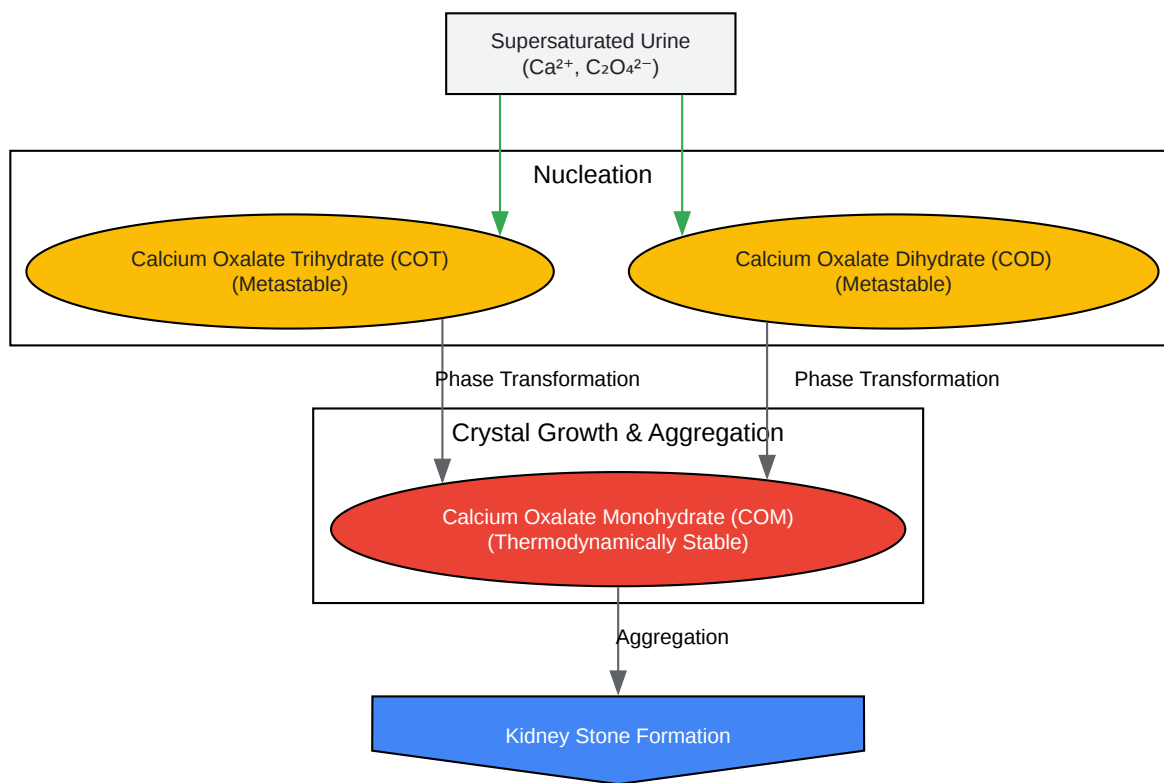 Supersaturated Urine
(Ca²⁺, C₂O₄²⁻)
Nucleation
Calcium Oxalate Trihydrate (COT)
(Metastable)
Calcium Oxalate Dihydrate (COD)
(Metastable)
Phase Transformation
Phase Transformation
Crystal Growth & Aggregation
Calcium Oxalate Monohydrate (COM)
(Thermodynamically Stable)
Aggregation
Kidney Stone Formation